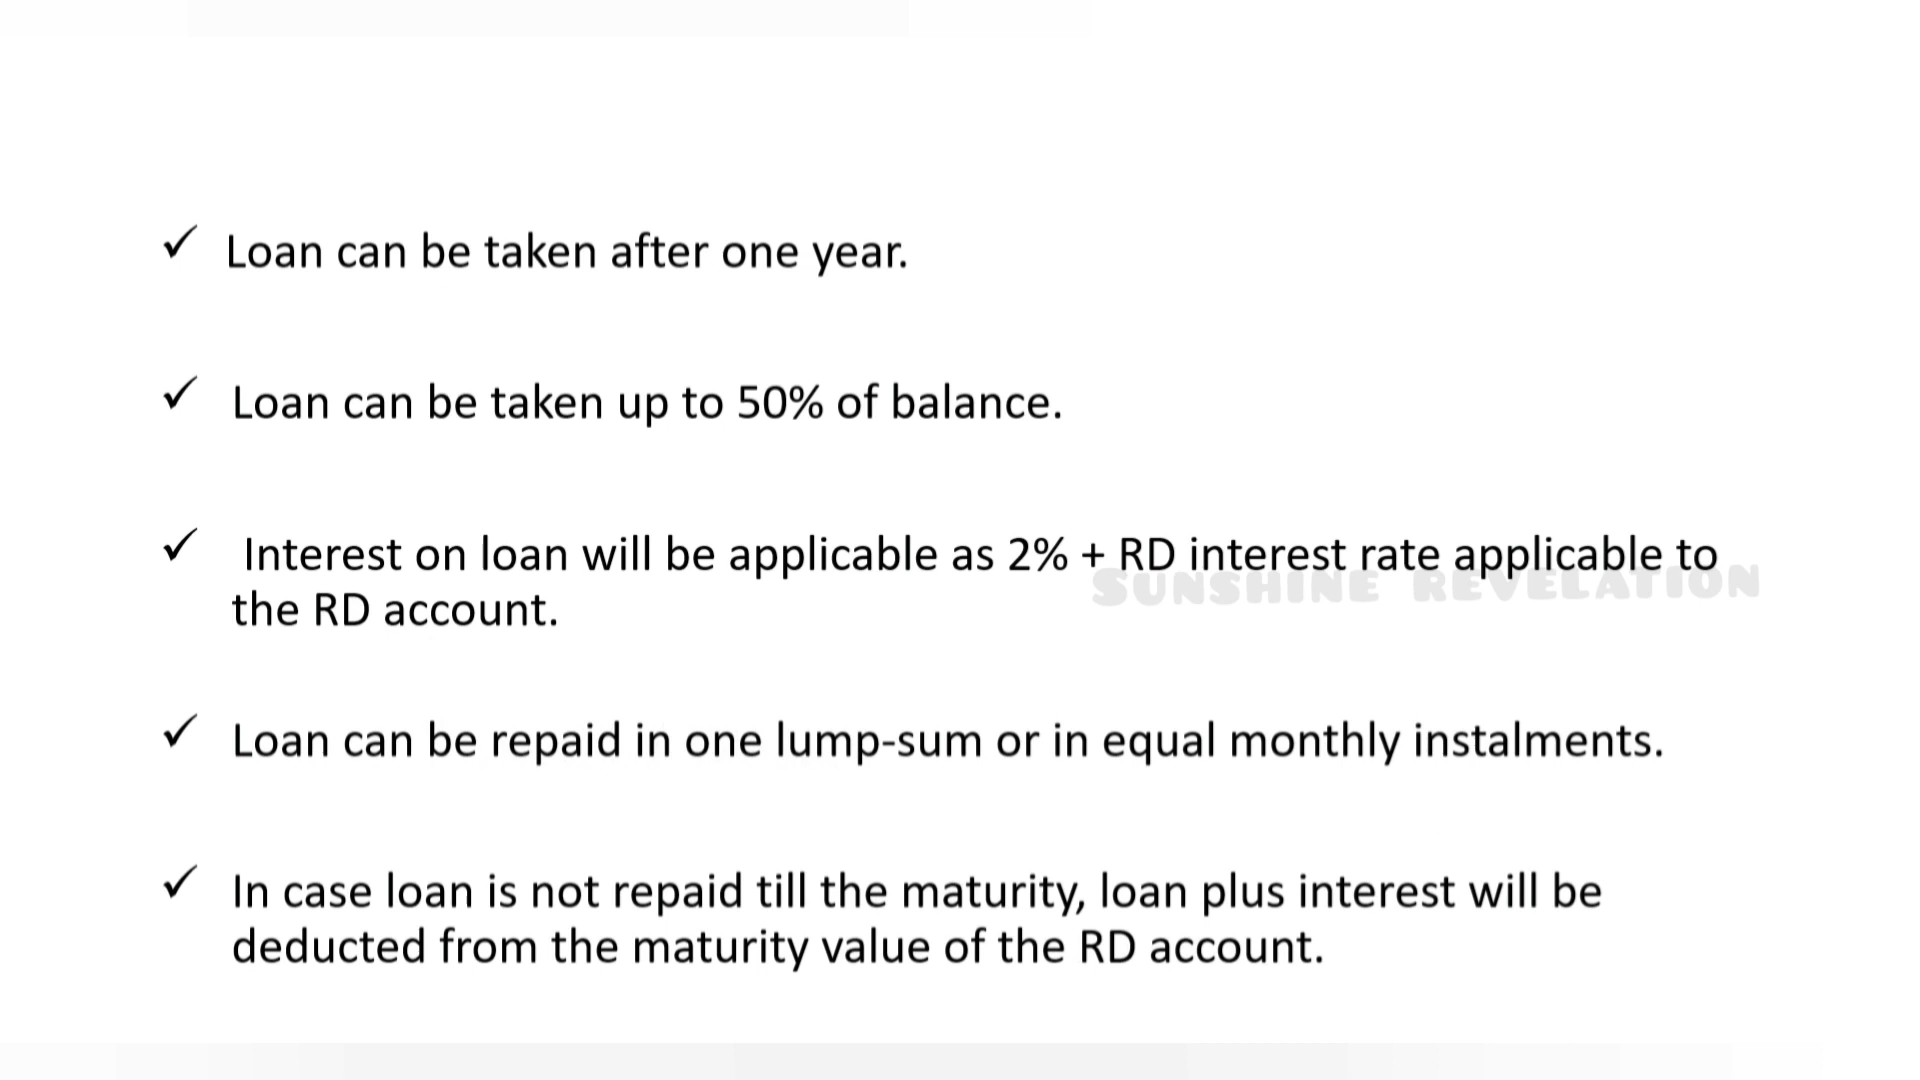 ✓ Loan can be taken after one year.
✓ Loan can be taken up to 50% of balance.
✓ Interest on loan will be applicable as 2% + RD interest rate applicable to
the RD account.
SUNSHINE REVELATION
✓ Loan can be repaid in one lump-sum or in equal monthly instalments.
✓ In case loan is not repaid till the maturity, loan plus interest will be
deducted from the maturity value of the RD account.